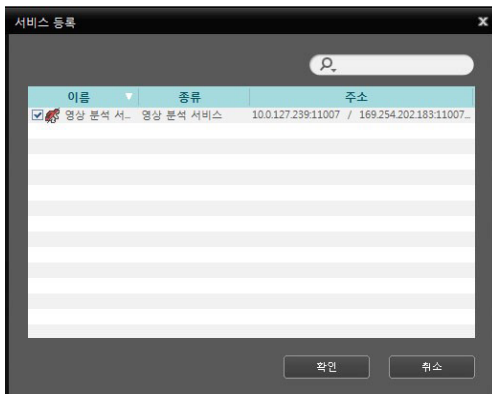 서비스 등록
이름 종류 주소
영상 분석 서... 영상 분석 서비스 10.0.127.239:11007 / 169.254.202.183:11007...
확인 취소